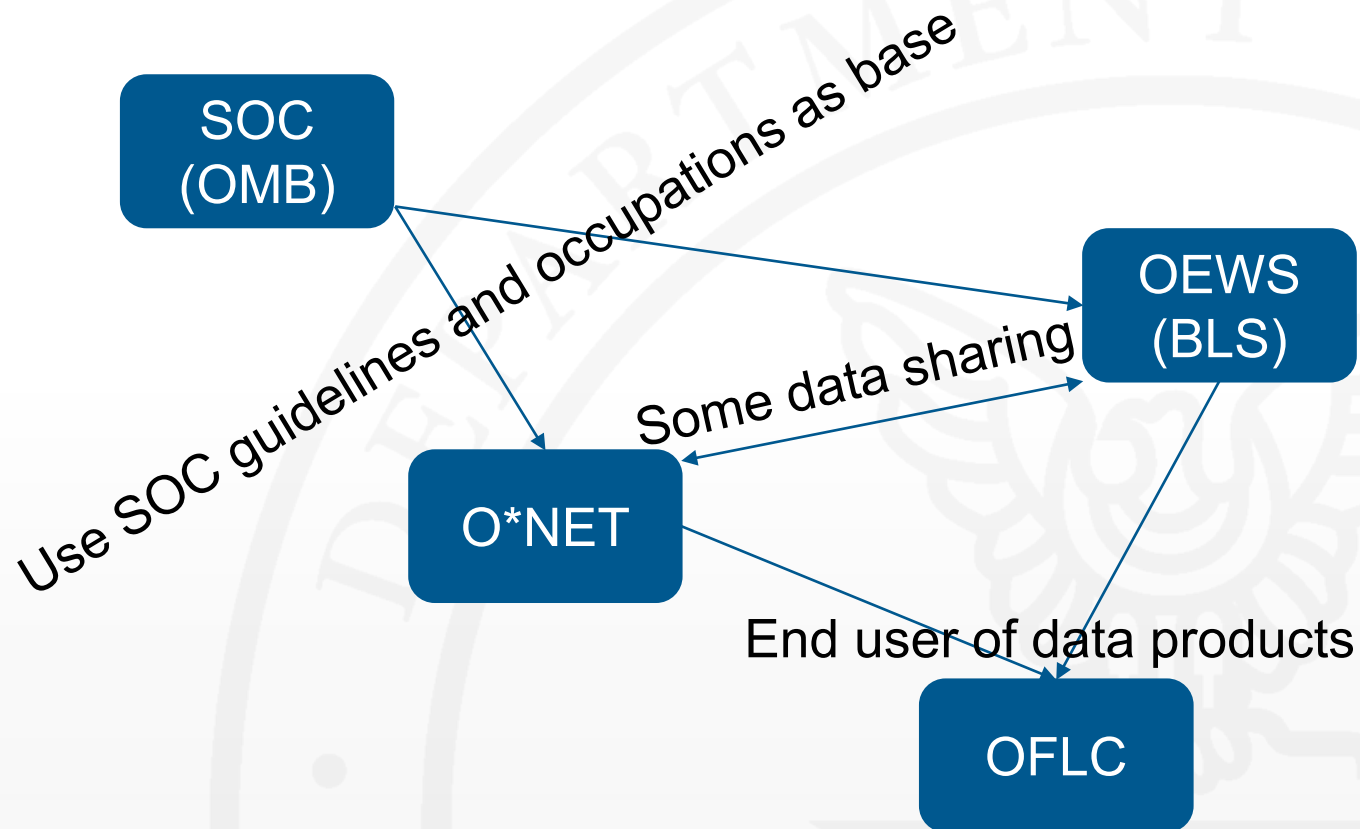 SOC
(OMB)
Use SOC guidelines and occupations as base
OEWS
(BLS)
Some data sharing
O*NET
End user of data products
OFLC
DEPARTMENT